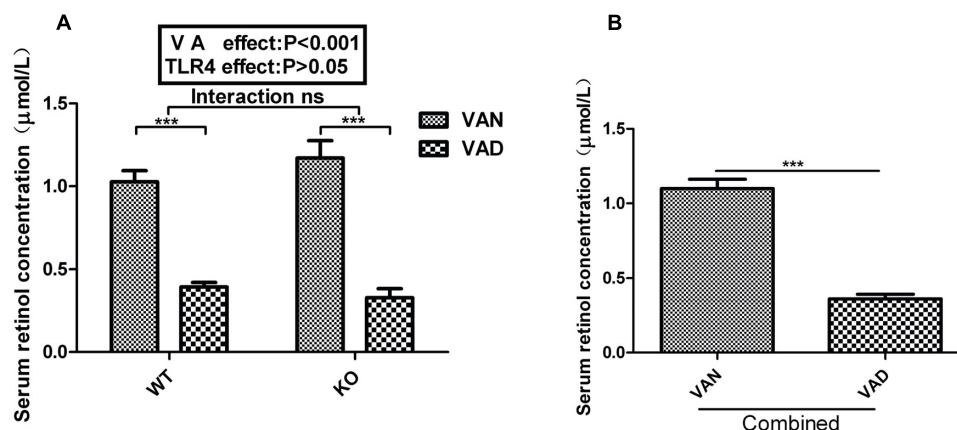 A
V A effect:P<0.001
TLR4 effect:P>0.05
Interaction ns
***
***
VAN
VAD
Serum retinol concentration（μmol/L）
1.5
1.0
0.5
0.0
WT
KO
B
Serum retinol concentration（μmol/L）
1.5
1.0
0.5
0.0
***
VAN
VAD
Combined